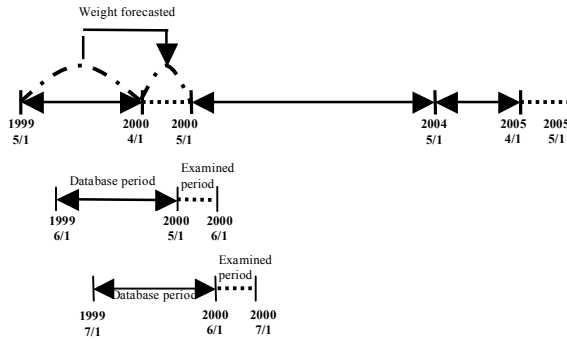 Weight forecasted
1999 2000 2000 2004 2005 2005
5/1 4/1 5/1 5/1 4/1 5/1
Database period
Examined
period
1999 2000 2000
6/1 5/1 6/1
Database period
Examined
period
1999 2000 2000
7/1 6/1 7/1